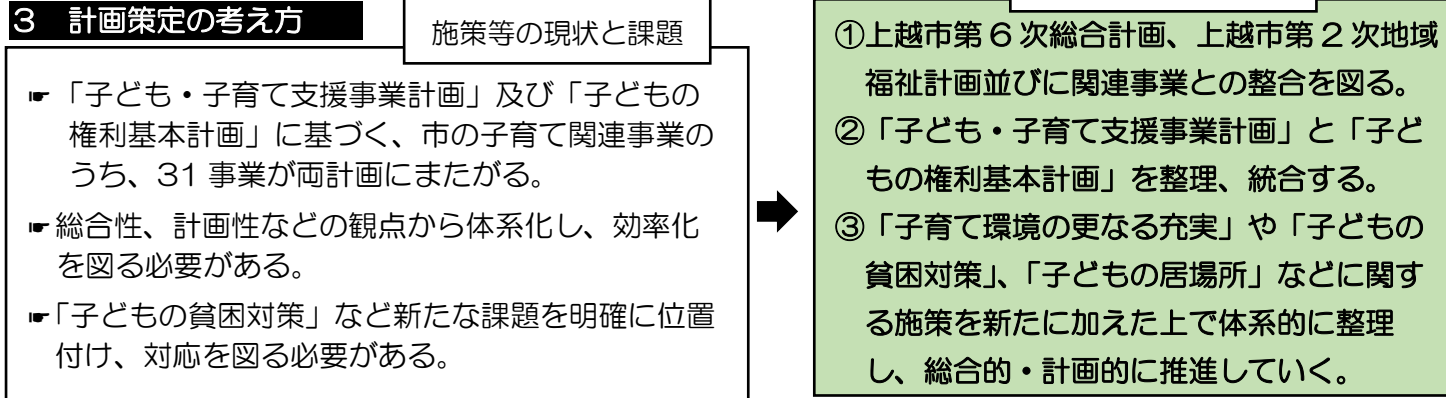 3 計画策定の考え方
施策等の現状と課題
☛「子ども・子育て支援事業計画」及び「子どもの
権利基本計画」に基づく、市の子育て関連事業の
うち、31 事業が両計画にまたがる。
☛総合性、計画性などの観点から体系化し、効率化
を図る必要がある。
☛「子どもの貧困対策」など新たな課題を明確に位置
付け、対応を図る必要がある。
①上越市第6次総合計画、上越市第2次地域
福祉計画並びに関連事業との整合を図る。
②「子ども・子育て支援事業計画」と「子ど
もの権利基本計画」を整理、統合する。
③「子育て環境の更なる充実」や「子どもの
貧困対策」、「子どもの居場所」などに関す
る施策を新たに加えた上で体系的に整理
し、総合的・計画的に推進していく。